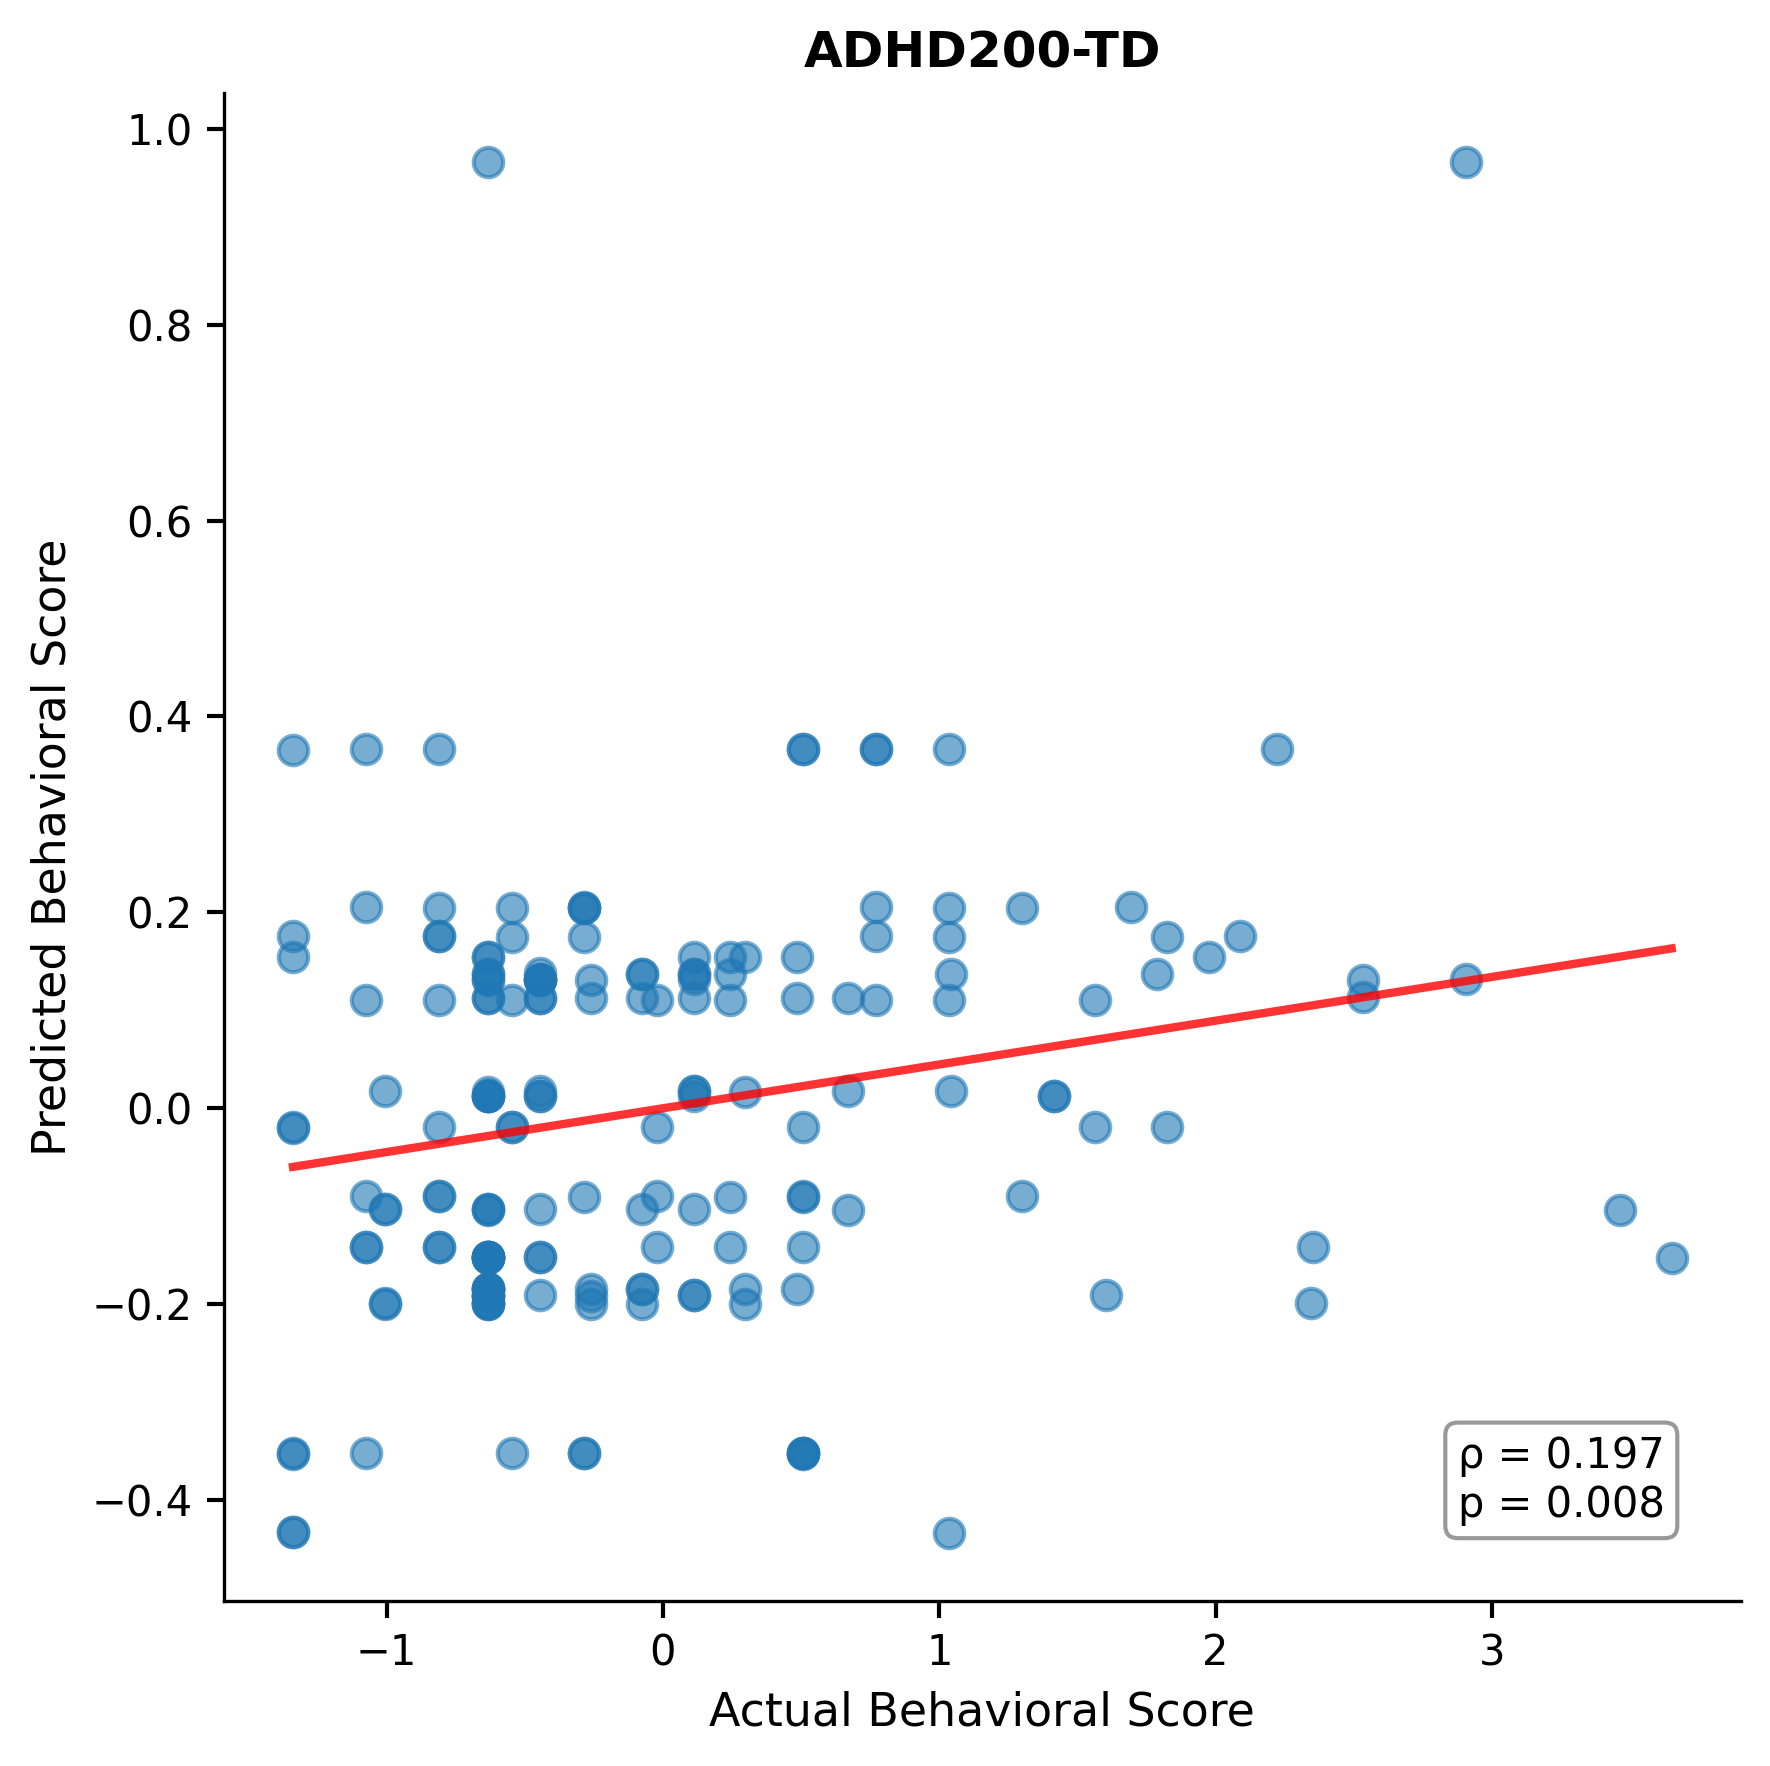 ADHD200-TD
1.0
0.8
0.6
0.4
0.2
0.0
−0.2
−0.4
Predicted Behavioral Score
ρ = 0.197
p = 0.008
−1 0 1 2 3
Actual Behavioral Score